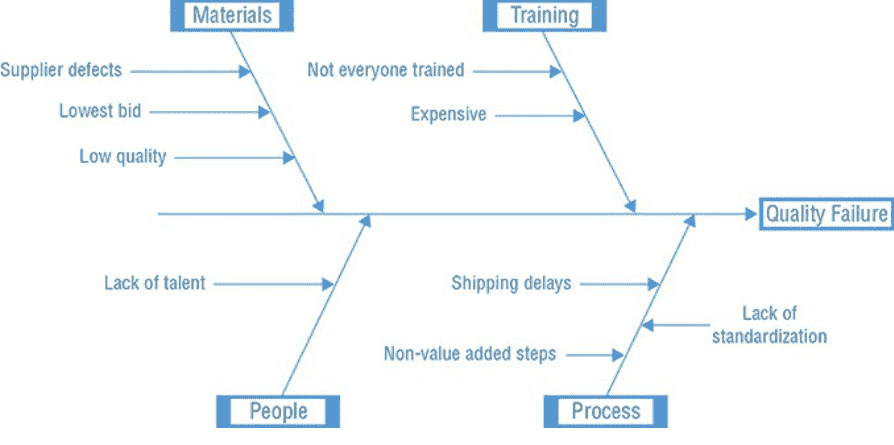 Materials
Training
Supplier defects
Not everyone trained
Lowest bid
Expensive
Low quality
Quality Failure
Lack of talent
Shipping delays
Lack of
standardization
Non-value added steps
People
Process